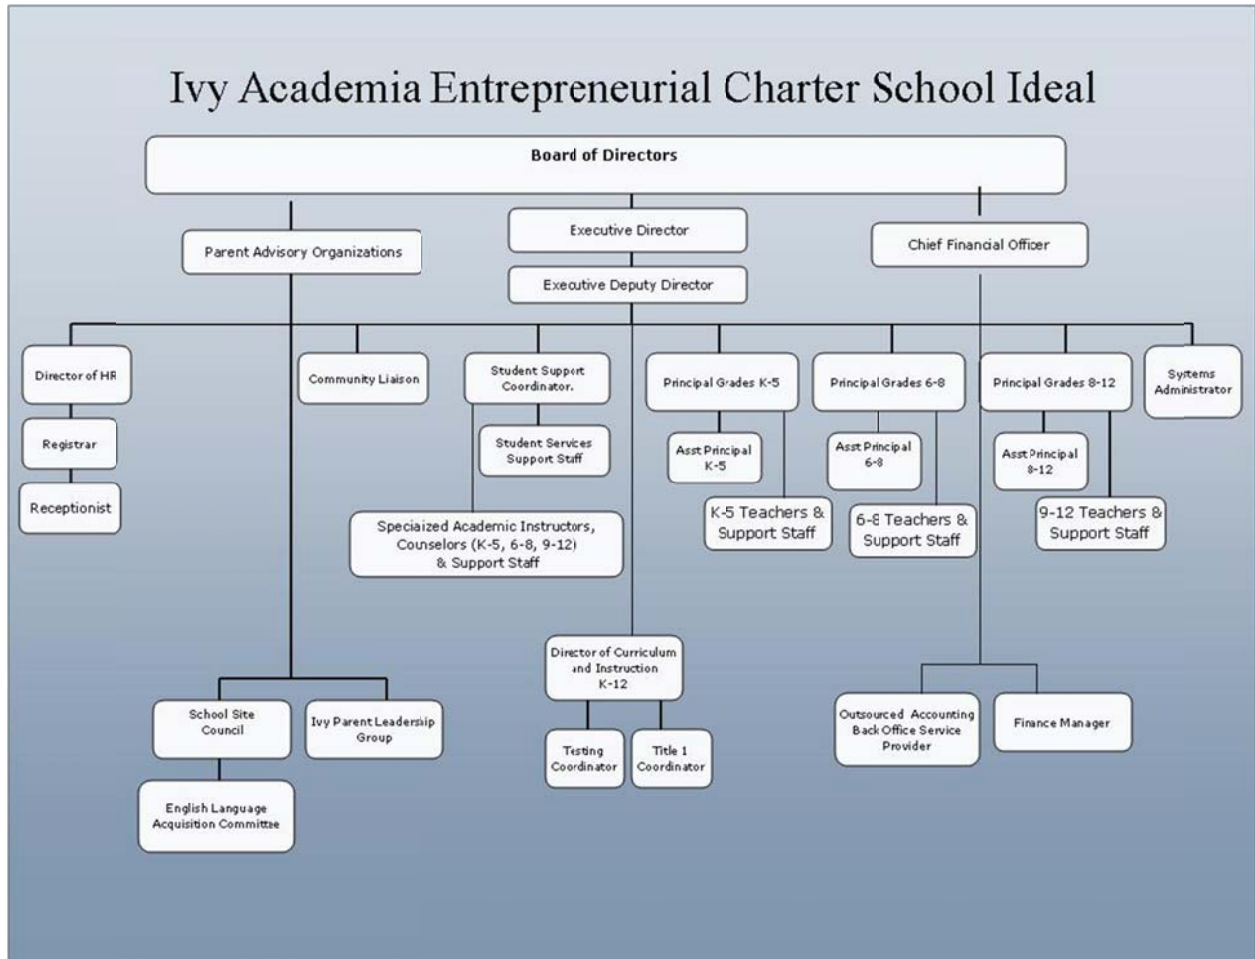 Ivy Academia Entrepreneurial Charter School Ideal
Board of Directors
Parent Advisory Organizations
Executive Director
Chief Financial Officer
Executive Deputy Director
Director of HR
Community Liaison
Student Support
Coordinator.
Principal Grades K-5
Principal Grades 6-8
Principal Grades 8-12
Systems
Administrator
Registrar
Student Services
Support Staff
Asst Principal
K-5
Asst Principal
6-8
Asst Principal
8-12
Receptionist
Speciaized Academic Instructors,
Counselors (K-5, 6-8, 9-12)
& Support Staff
K-5 Teachers &
Support Staff
6-8 Teachers &
Support Staff
9-12 Teachers &
Support Staff
Director of Curriculum
and Instruction
K-12
School Site
Council
Ivy Parent Leadership
Group
Outsourced Accounting
Back Office Service
Provider
Finance Manager
Testing
Coordinator
Title 1
Coordinator
English Language
Acquisition Committee